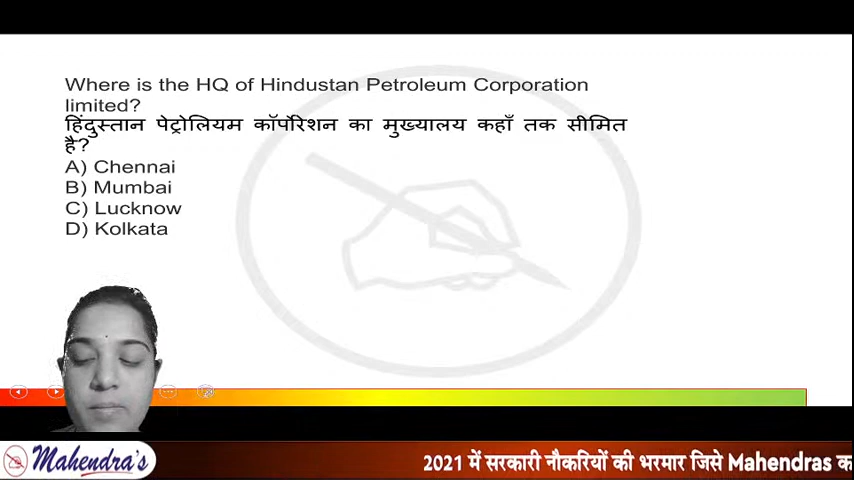 Where is the HQ of Hindustan Petroleum Corporation
limited?
हिंदुस्तान पेट्रोलियम कॉर्पोरेशन का मुख्यालय कहाँ तक सीमित
है?
A) Chennai
B) Mumbai
C) Lucknow
D) Kolkata
Mahendra's
2021 में सरकारी नौकरियों की भरमार जिसे Mahendras क